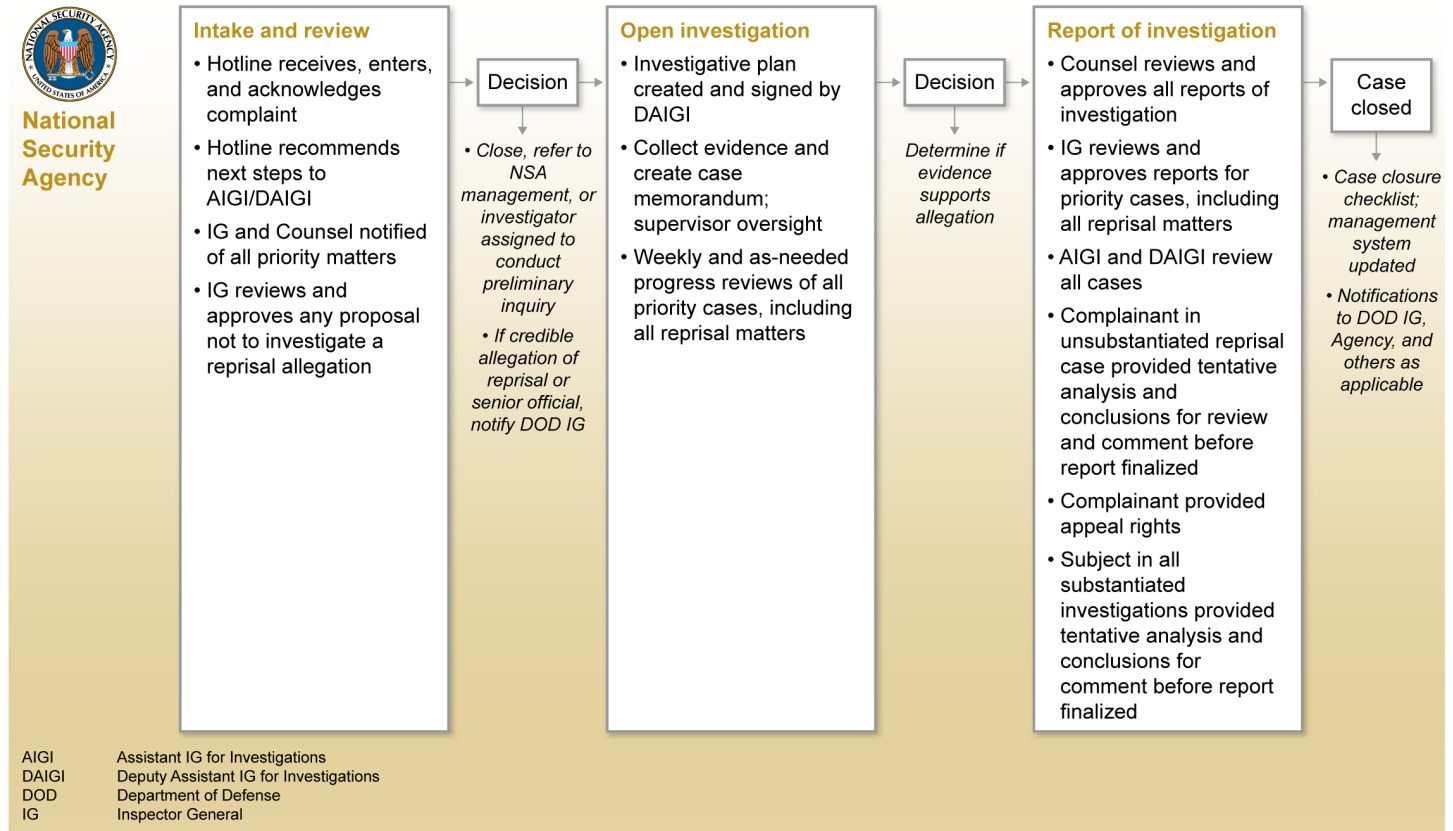 NATIONAL SECURITY AGENCY
UNITED STATES OF AMERICA
National
Security
Agency
Intake and review
• Hotline receives, enters,
and acknowledges
complaint
• Hotline recommends
next steps to
AIGI/DAIGI
• IG and Counsel notified
of all priority matters
• IG reviews and
approves any proposal
not to investigate a
reprisal allegation
Decision
• Close, refer to
NSA
management, or
investigator
assigned to
conduct
preliminary
inquiry
• If credible
allegation of
reprisal or
senior official,
notify DOD IG
Open investigation
• Investigative plan
created and signed by
DAIGI
• Collect evidence and
create case
memorandum;
supervisor oversight
• Weekly and as-needed
progress reviews of all
priority cases, including
all reprisal matters
Decision
Determine if
evidence
supports
allegation
Report of investigation
• Counsel reviews and
approves all reports of
investigation
• IG reviews and
approves reports for
priority cases, including
all reprisal matters
• AIGI and DAIGI review
all cases
• Complainant in
unsubstantiated reprisal
case provided tentative
analysis and
conclusions for review
and comment before
report finalized
• Complainant provided
appeal rights
• Subject in all
substantiated
investigations provided
tentative analysis and
conclusions for
comment before report
finalized
Case
closed
• Case closure
checklist;
management
system
updated
• Notifications
to DOD IG,
Agency, and
others as
applicable
AIGI Assistant IG for Investigations
DAIGI Deputy Assistant IG for Investigations
DOD Department of Defense
IG Inspector General